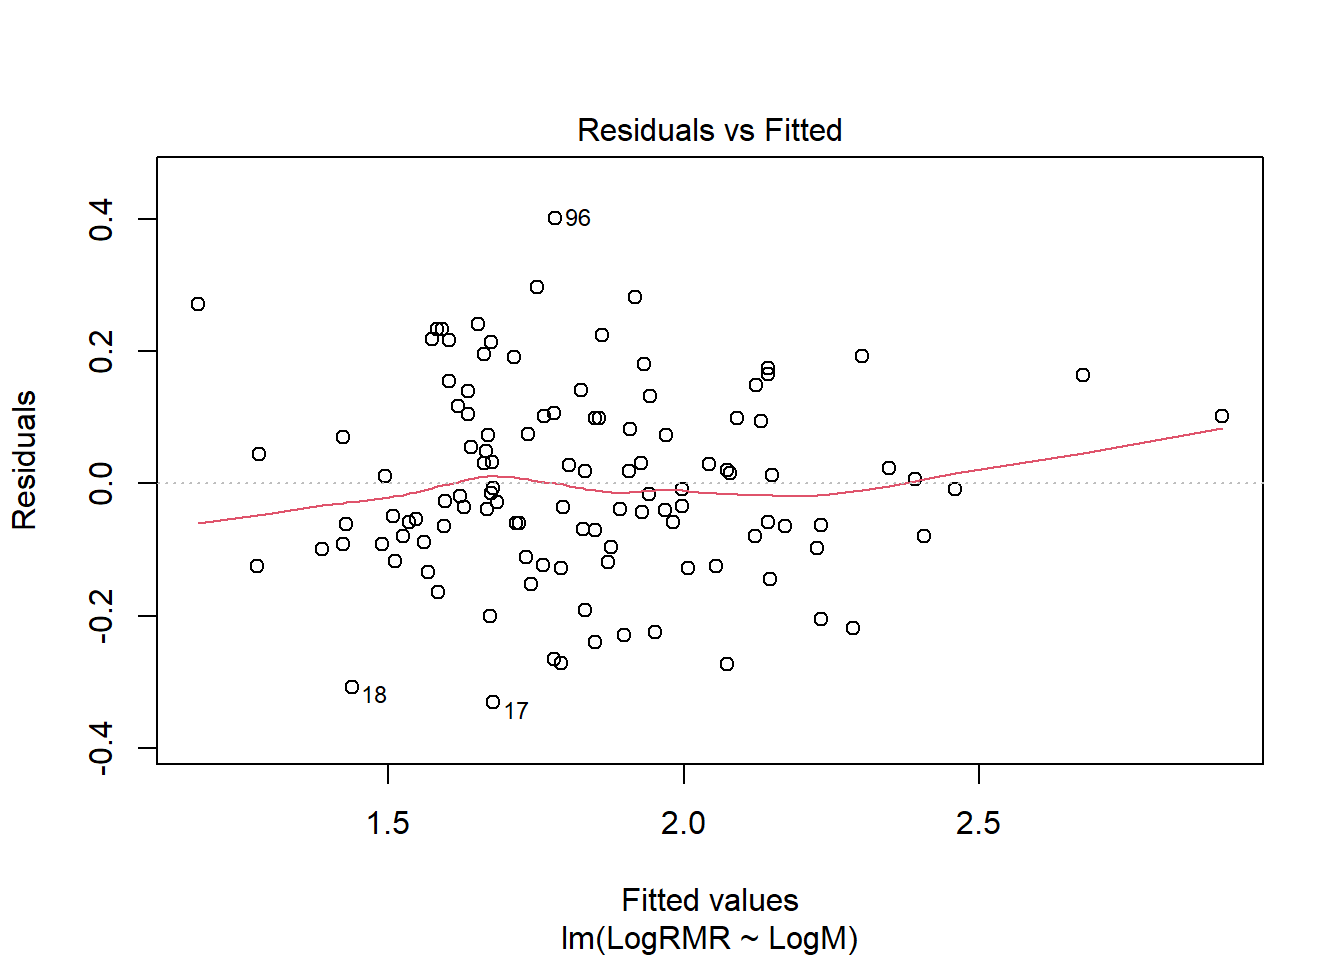 Residuals vs Fitted
Residuals
0.4
0.2
0.0
-0.2
-0.4
96
18
17
1.5 2.0 2.5
Fitted values
lm(LogRMR ~ LogM)